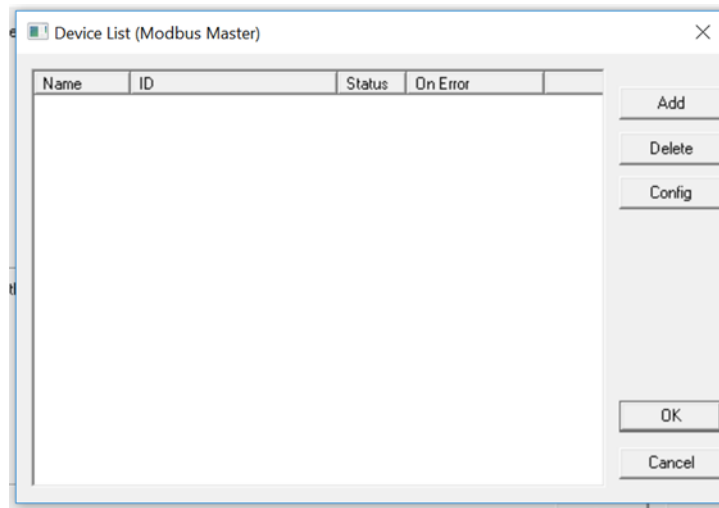 Device List (Modbus Master)
Name ID Status On Error
Add
Delete
Config
OK
Cancel